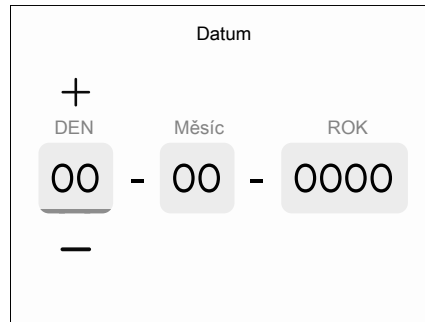 Datum
+
DEN Měsíc ROK
00 - 00 - 0000
−